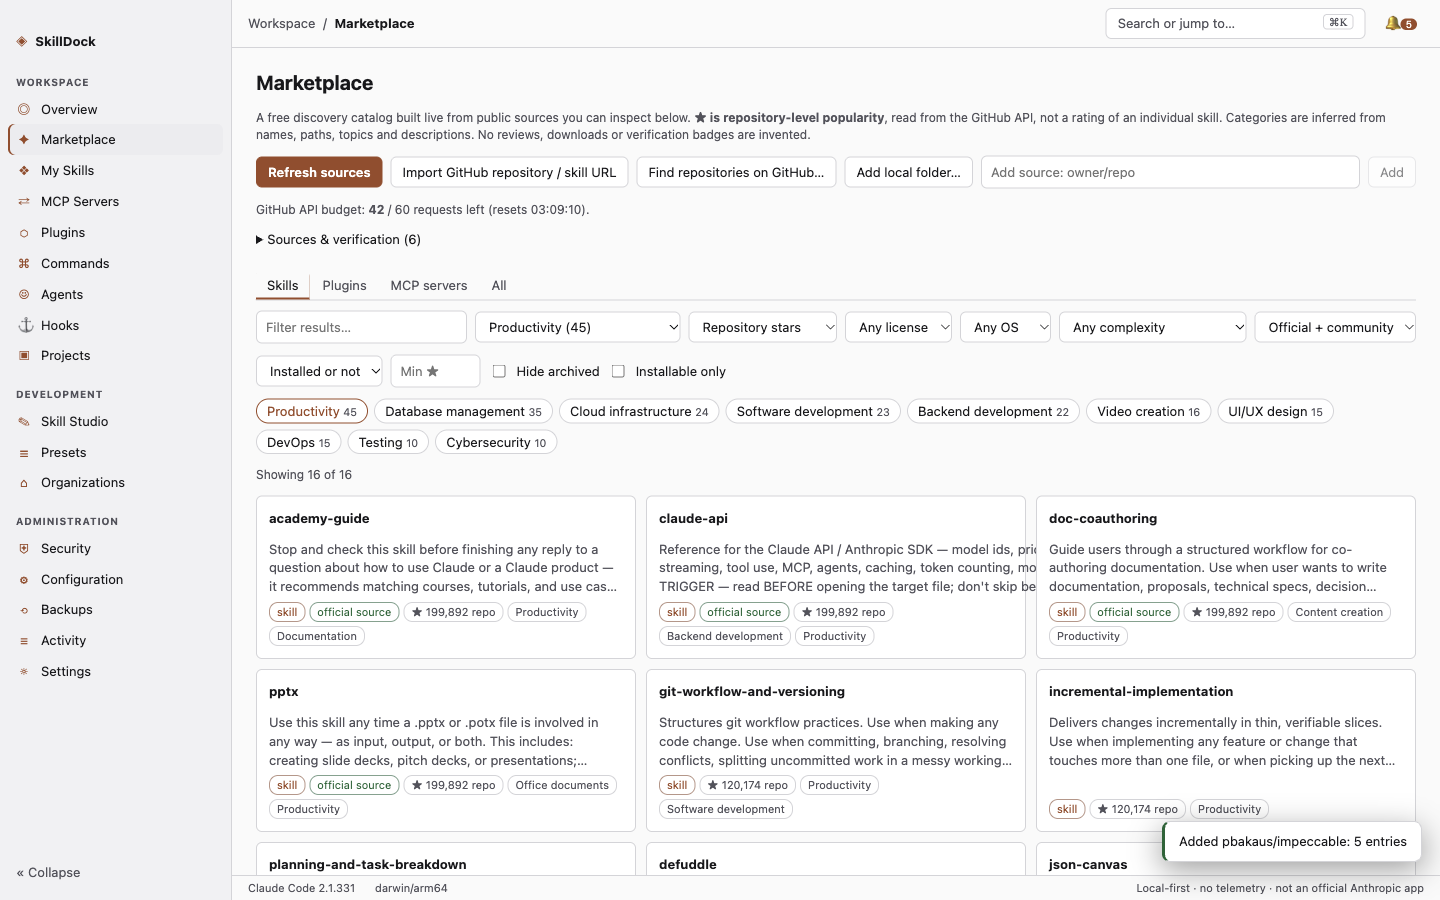 SkillDock
WORKSPACE
Overview
Marketplace
My Skills
MCP Servers
Plugins
Commands
Agents
Hooks
Projects
DEVELOPMENT
Skill Studio
Presets
Organizations
ADMINISTRATION
Security
Configuration
Backups
Activity
Settings
« Collapse
Workspace / Marketplace
Search or jump to… ⌘K
5
Marketplace
A free discovery catalog built live from public sources you can inspect below. ★ is repository-level popularity, read from the GitHub API, not a rating of an individual skill. Categories are inferred from
names, paths, topics and descriptions. No reviews, downloads or verification badges are invented.
Refresh sources Import GitHub repository / skill URL Find repositories on GitHub… Add local folder… Add source: owner/repo Add
GitHub API budget: 42 / 60 requests left (resets 03:09:10).
▶ Sources & verification (6)
Skills Plugins MCP servers All
Filter results… Productivity (45) Repository stars Any license Any OS Any complexity Official + community
Installed or not Min ★ Hide archived Installable only
Productivity 45 Database management 35 Cloud infrastructure 24 Software development 23 Backend development 22 Video creation 16 UI/UX design 15
DevOps 15 Testing 10 Cybersecurity 10
Showing 16 of 16
academy-guide
Stop and check this skill before finishing any reply to a
question about how to use Claude or a Claude product —
it recommends matching courses, tutorials, and use cas…
skill official source ★ 199,892 repo Productivity
Documentation
claude-api
Reference for the Claude API / Anthropic SDK — model ids, pric
streaming, tool use, MCP, agents, caching, token counting, mo
TRIGGER — read BEFORE opening the target file; don't skip be
skill official source ★ 199,892 repo
Backend development Productivity
doc-coauthoring
Guide users through a structured workflow for co-
authoring documentation. Use when user wants to write
documentation, proposals, technical specs, decision…
skill official source ★ 199,892 repo Content creation
Productivity
pptx
Use this skill any time a .pptx or .potx file is involved in
any way — as input, output, or both. This includes:
creating slide decks, pitch decks, or presentations;…
skill official source ★ 199,892 repo Office documents
Productivity
git-workflow-and-versioning
Structures git workflow practices. Use when making any
code change. Use when committing, branching, resolving
conflicts, splitting uncommitted work in a messy working…
skill ★ 120,174 repo Productivity
Software development
incremental-implementation
Delivers changes incrementally in thin, verifiable slices.
Use when implementing any feature or change that
touches more than one file, or when picking up the next…
skill ★ 120,174 repo Productivity
planning-and-task-breakdown
defuddle
json-canvas
Added pbakaus/impeccable: 5 entries
Claude Code 2.1.331 darwin/arm64
Local-first · no telemetry · not an official Anthropic app